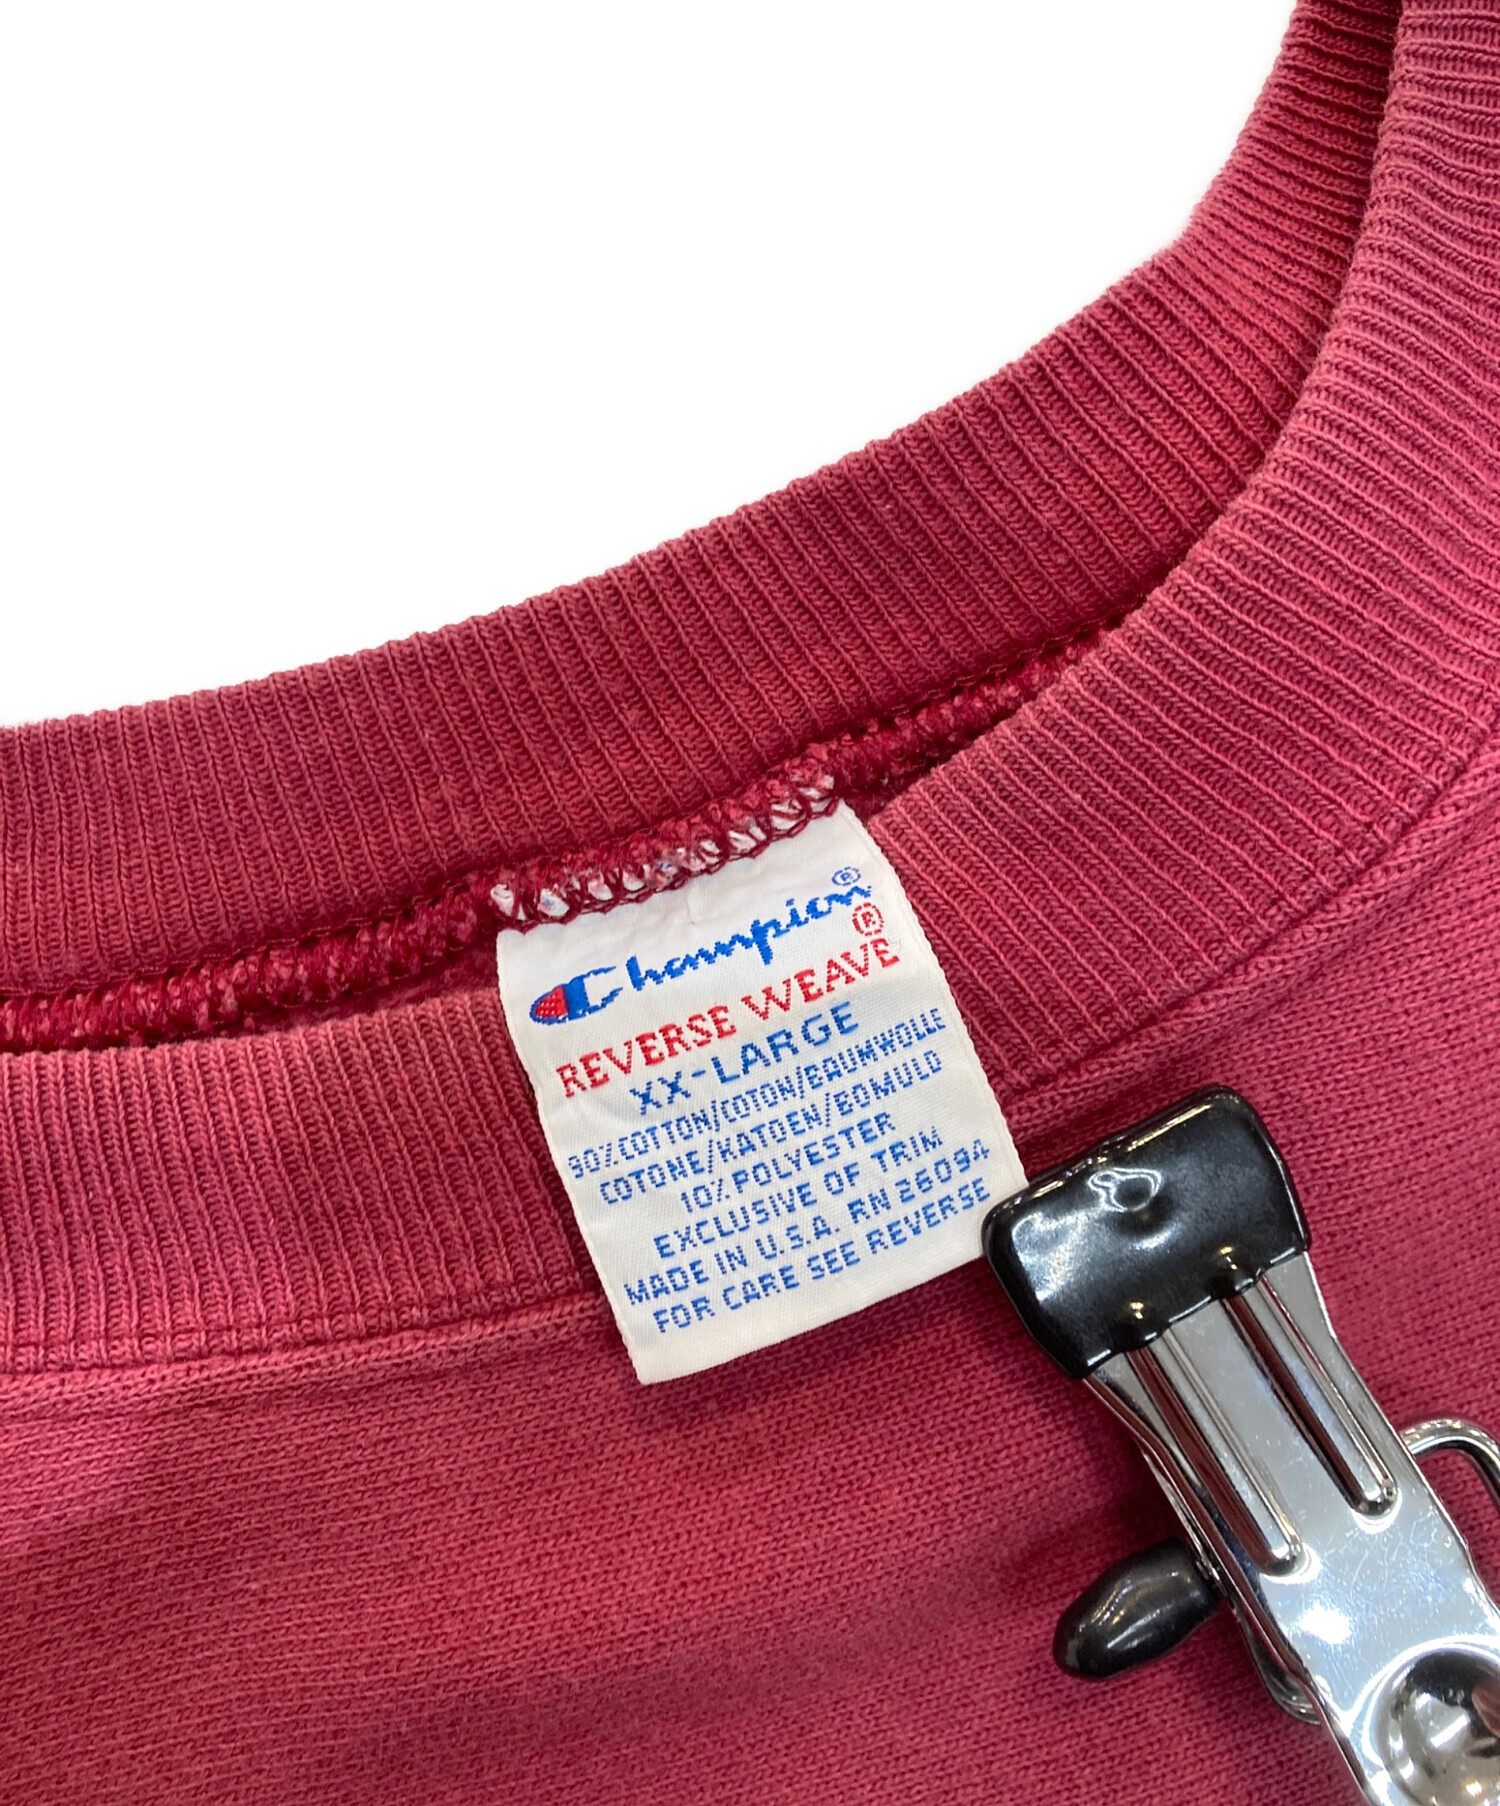 Champion®
REVERSE WEAVE®
XX-LARGE
90% COTTON/COTON/BAUMWOLLE
COTONE/KATOEN/BOMULD
10% POLYESTER
EXCLUSIVE OF TRIM
MADE IN U.S.A. RN 26094
FOR CARE SEE REVERSE